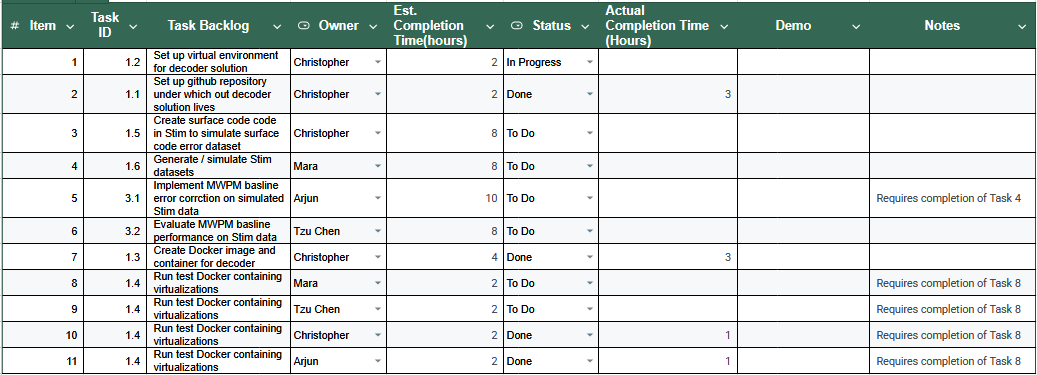 # Item Task ID Task Backlog Owner Est. Completion Time(hours) Status Actual Completion Time (Hours) Demo Notes
1 1.2 Set up virtual environment for decoder solution Christopher 2 In Progress
2 1.1 Set up github repository under which out decoder solution lives Christopher 2 Done 3
3 1.5 Create surface code code in Stim to simulate surface code error dataset Christopher 8 To Do
4 1.6 Generate / simulate Stim datasets Mara 8 To Do
5 3.1 Implement MWPM basline error corrction on simulated Stim data Arjun 10 To Do Requires completion of Task 4
6 3.2 Evaluate MWPM basline performance on Stim data Tzu Chen 8 To Do
7 1.3 Create Docker image and container for decoder Christopher 4 Done 3
8 1.4 Run test Docker containing virtualizations Mara 2 To Do Requires completion of Task 8
9 1.4 Run test Docker containing virtualizations Tzu Chen 2 To Do Requires completion of Task 8
10 1.4 Run test Docker containing virtualizations Christopher 2 Done 1 Requires completion of Task 8
11 1.4 Run test Docker containing virtualizations Arjun 2 Done 1 Requires completion of Task 8